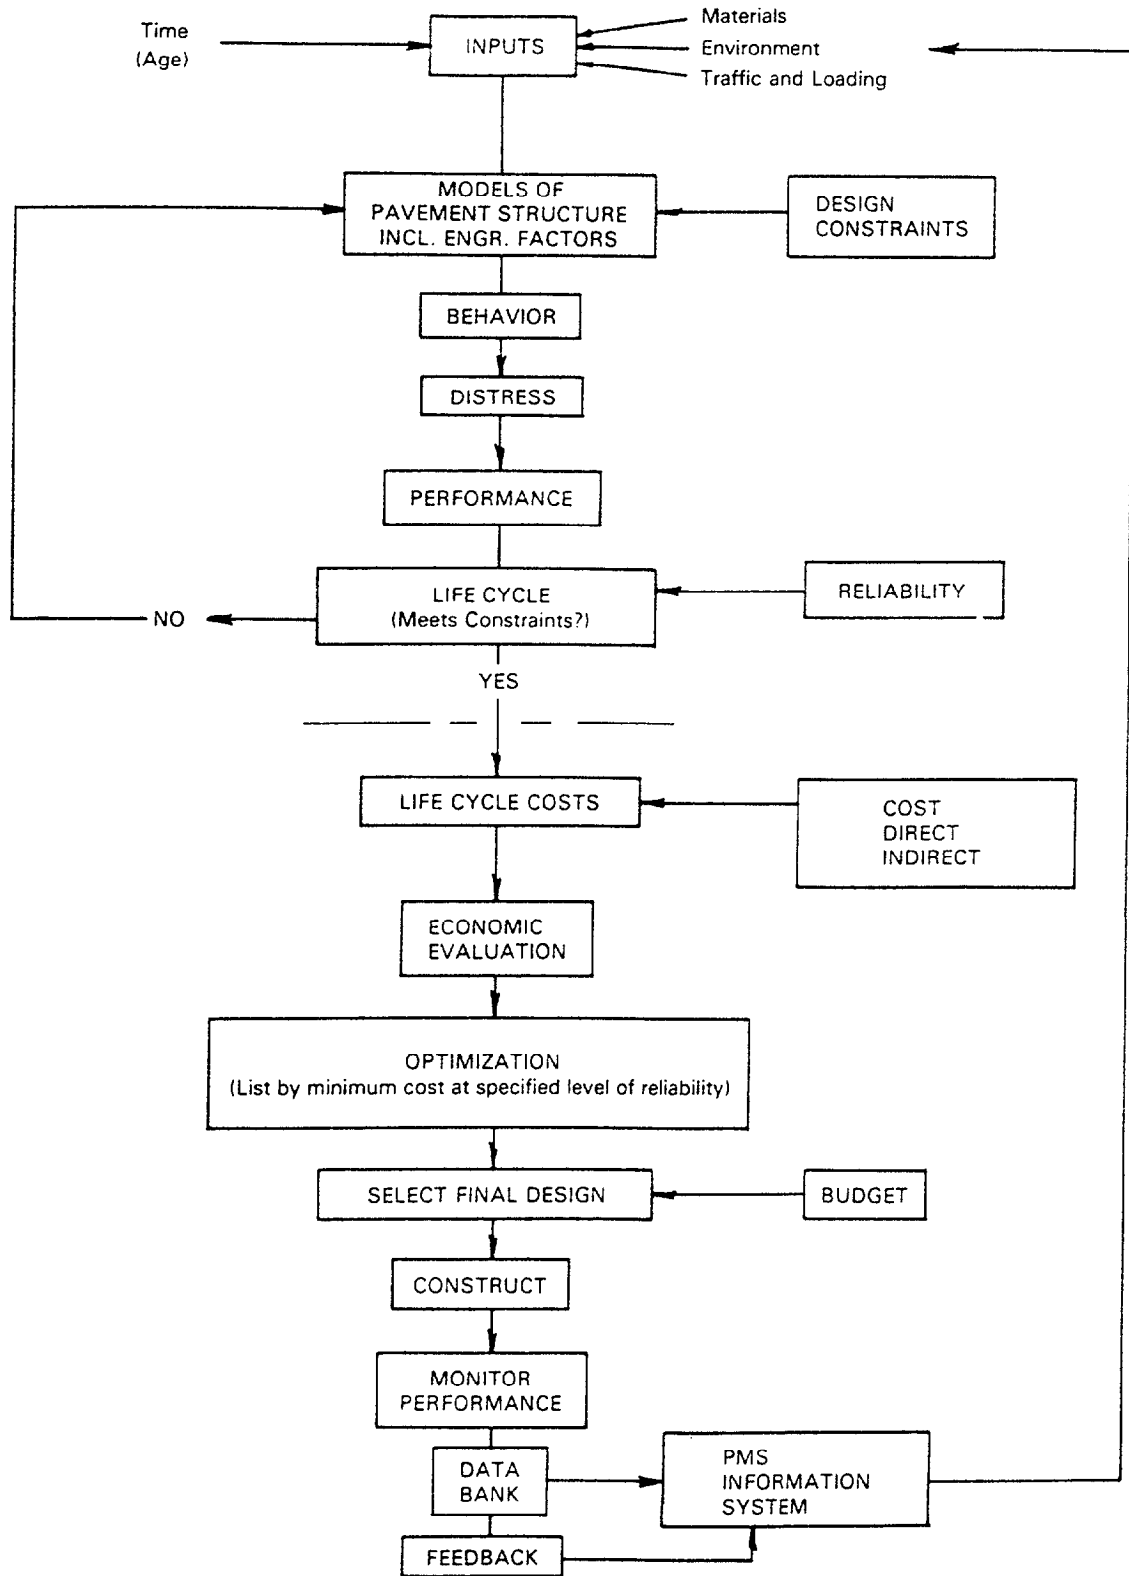 Time
(Age)
INPUTS
Materials
Environment
Traffic and Loading
MODELS OF
PAVEMENT STRUCTURE
INCL. ENGR. FACTORS
DESIGN
CONSTRAINTS
BEHAVIOR
DISTRESS
PERFORMANCE
LIFE CYCLE
(Meets Constraints?)
RELIABILITY
NO
YES
LIFE CYCLE COSTS
COST
DIRECT
INDIRECT
ECONOMIC
EVALUATION
OPTIMIZATION
(List by minimum cost at specified level of reliability)
SELECT FINAL DESIGN
BUDGET
CONSTRUCT
MONITOR
PERFORMANCE
DATA
BANK
PMS
INFORMATION
SYSTEM
FEEDBACK